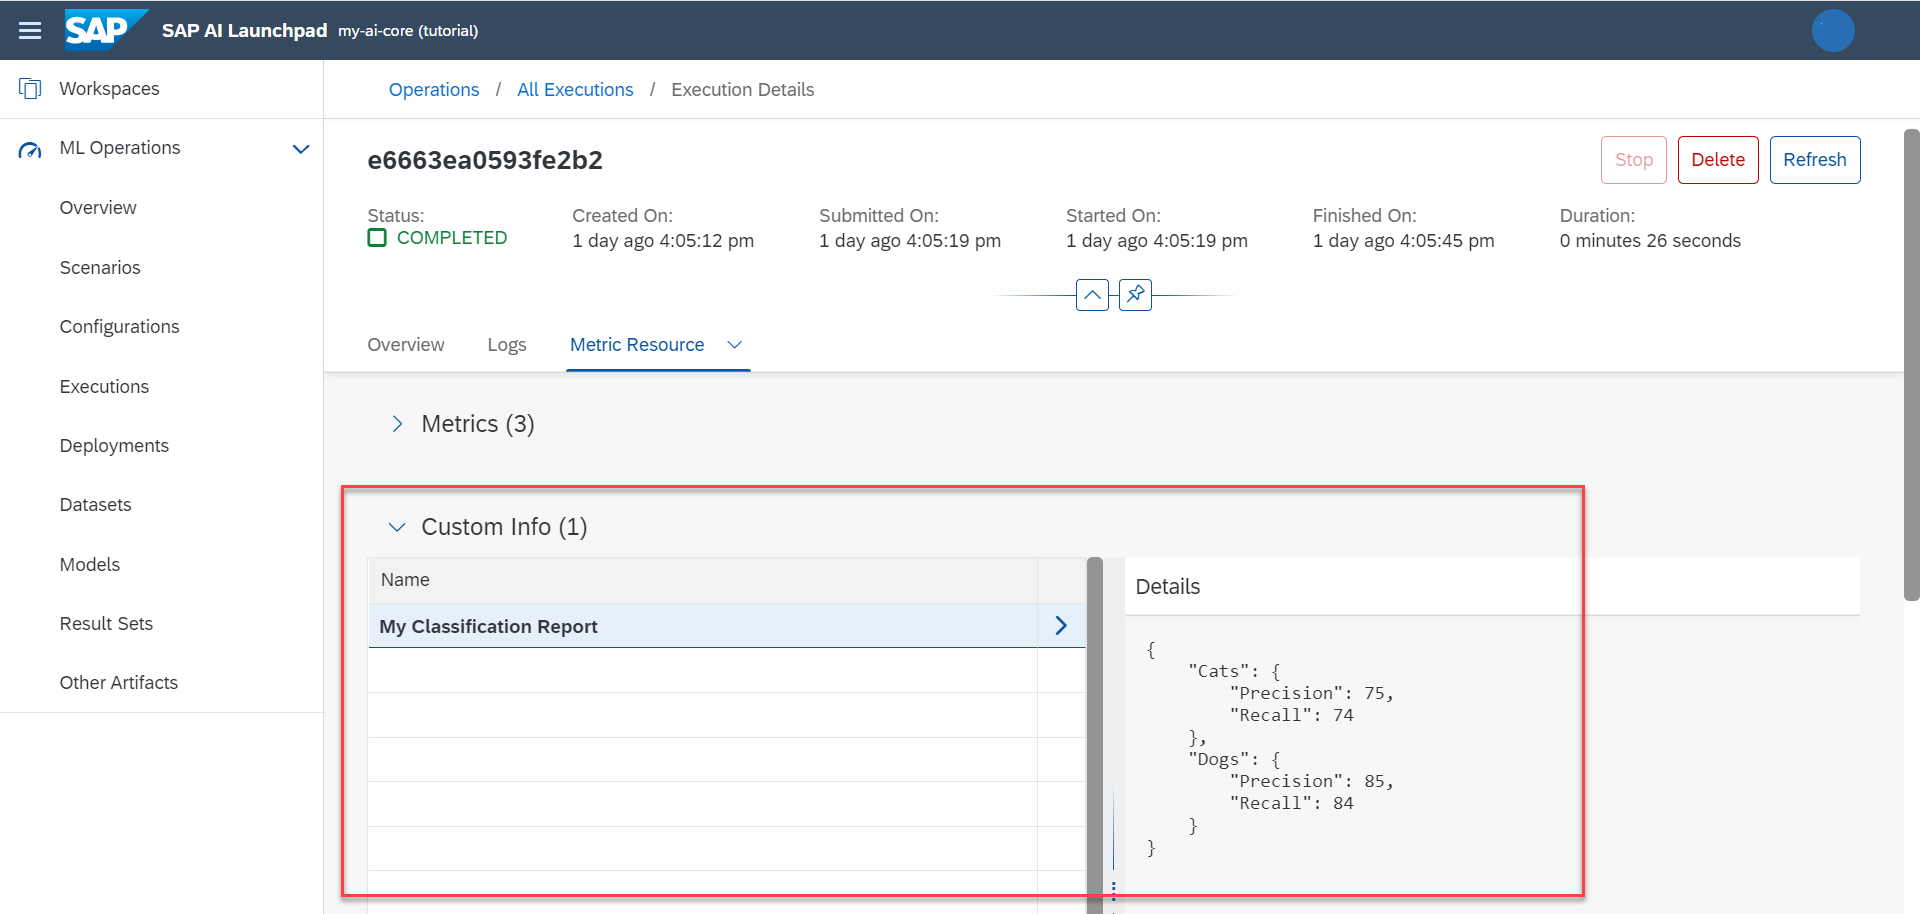 SAP SAP AI Launchpad my-ai-core (tutorial)
Workspaces
ML Operations
Overview
Scenarios
Configurations
Executions
Deployments
Datasets
Models
Result Sets
Other Artifacts
Operations / All Executions / Execution Details
e6663ea0593fe2b2
Stop Delete Refresh
Status: Created On: Submitted On: Started On: Finished On: Duration:
COMPLETED 1 day ago 4:05:12 pm 1 day ago 4:05:19 pm 1 day ago 4:05:19 pm 1 day ago 4:05:45 pm 0 minutes 26 seconds
Overview Logs Metric Resource
Metrics (3)
Custom Info (1)
Name
My Classification Report
Details
{
"Cats": {
"Precision": 75,
"Recall": 74
},
"Dogs": {
"Precision": 85,
"Recall": 84
}
}